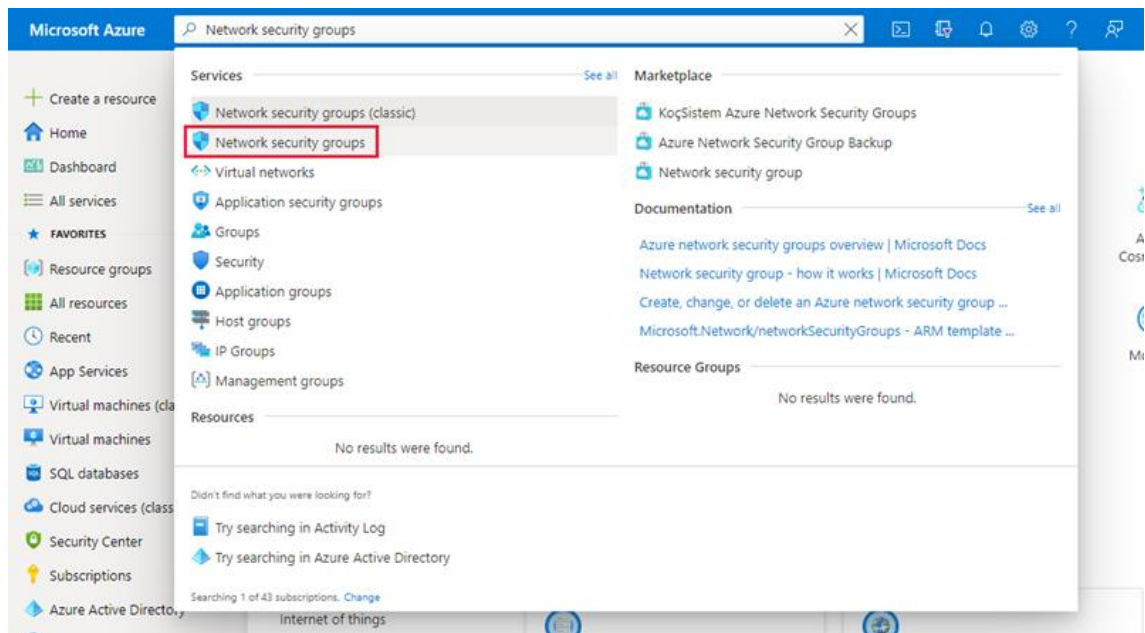 Microsoft Azure
Network security groups
Create a resource
Home
Dashboard
All services
FAVORITES
Resource groups
All resources
Recent
App Services
Virtual machines (cla
Virtual machines
SQL databases
Cloud services (class
Security Center
Subscriptions
Azure Active Directory
Services
See all
Network security groups (classic)
Network security groups
Virtual networks
Application security groups
Groups
Security
Application groups
Host groups
IP Groups
Management groups
Resources
No results were found.
Marketplace
KoçSistem Azure Network Security Groups
Azure Network Security Group Backup
Network security group
Documentation
See all
Azure network security groups overview | Microsoft Docs
Network security group - how it works | Microsoft Docs
Create, change, or delete an Azure network security group ...
Microsoft.Network/networkSecurityGroups - ARM template ...
Resource Groups
No results were found.
Didn't find what you were looking for?
Try searching in Activity Log
Try searching in Azure Active Directory
Searching 1 of 43 subscriptions. Change
Internet of things
A
Cosr